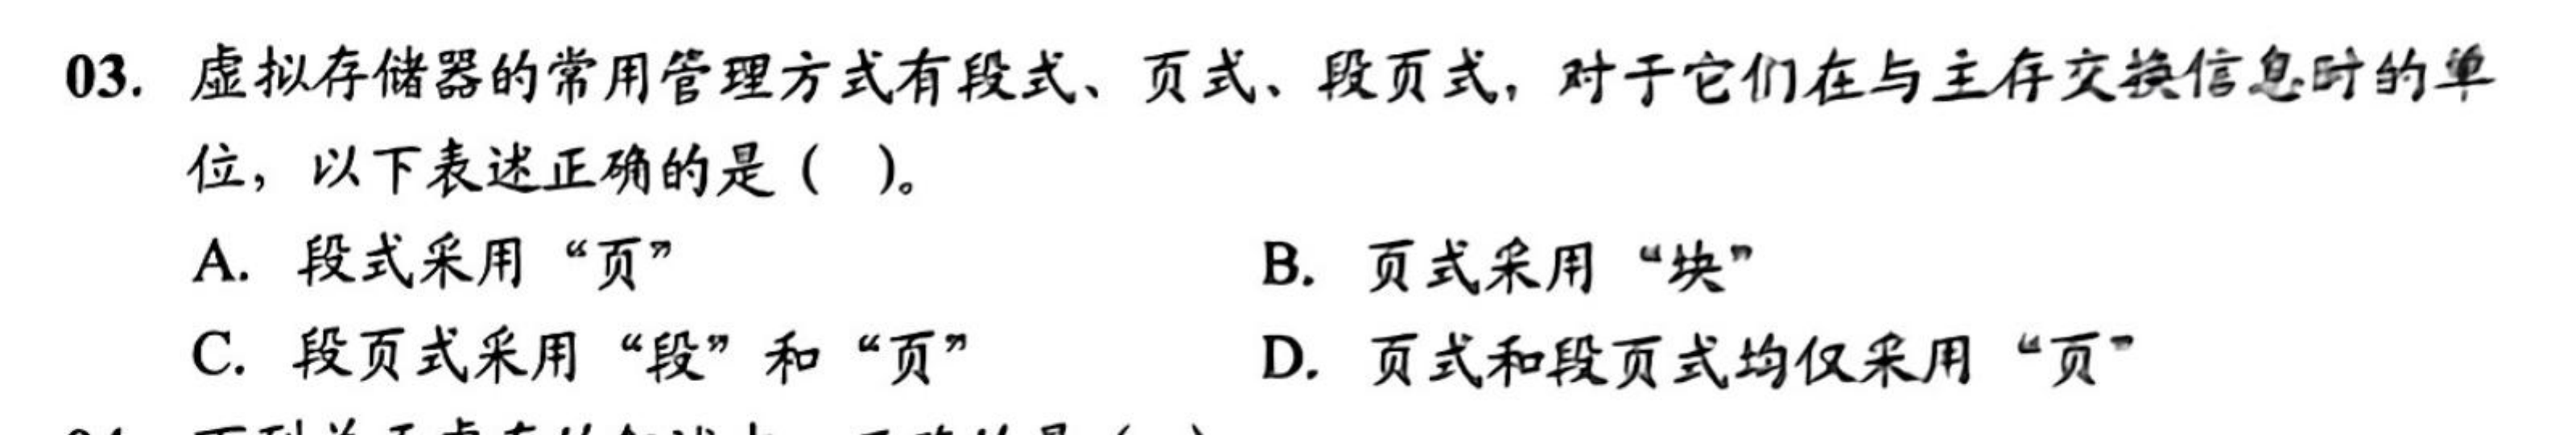 03. 虚拟存储器的常用管理方式有段式、页式、段页式，对于它们在与主存交换信息时的单
位，以下表述正确的是（ ）。
A. 段式采用“页” B. 页式采用“块”
C. 段页式采用“段”和“页” D. 页式和段页式均仅采用“页”